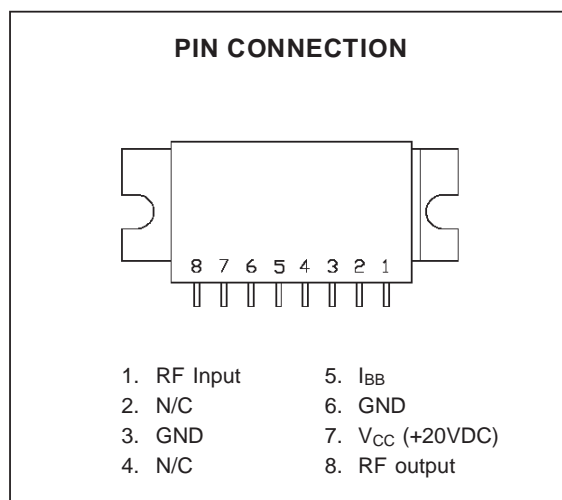 PIN CONNECTION
8 7 6 5 4 3 2 1
1. RF Input
2. N/C
3. GND
4. N/C
5. IBB
6. GND
7. VCC (+20VDC)
8. RF output